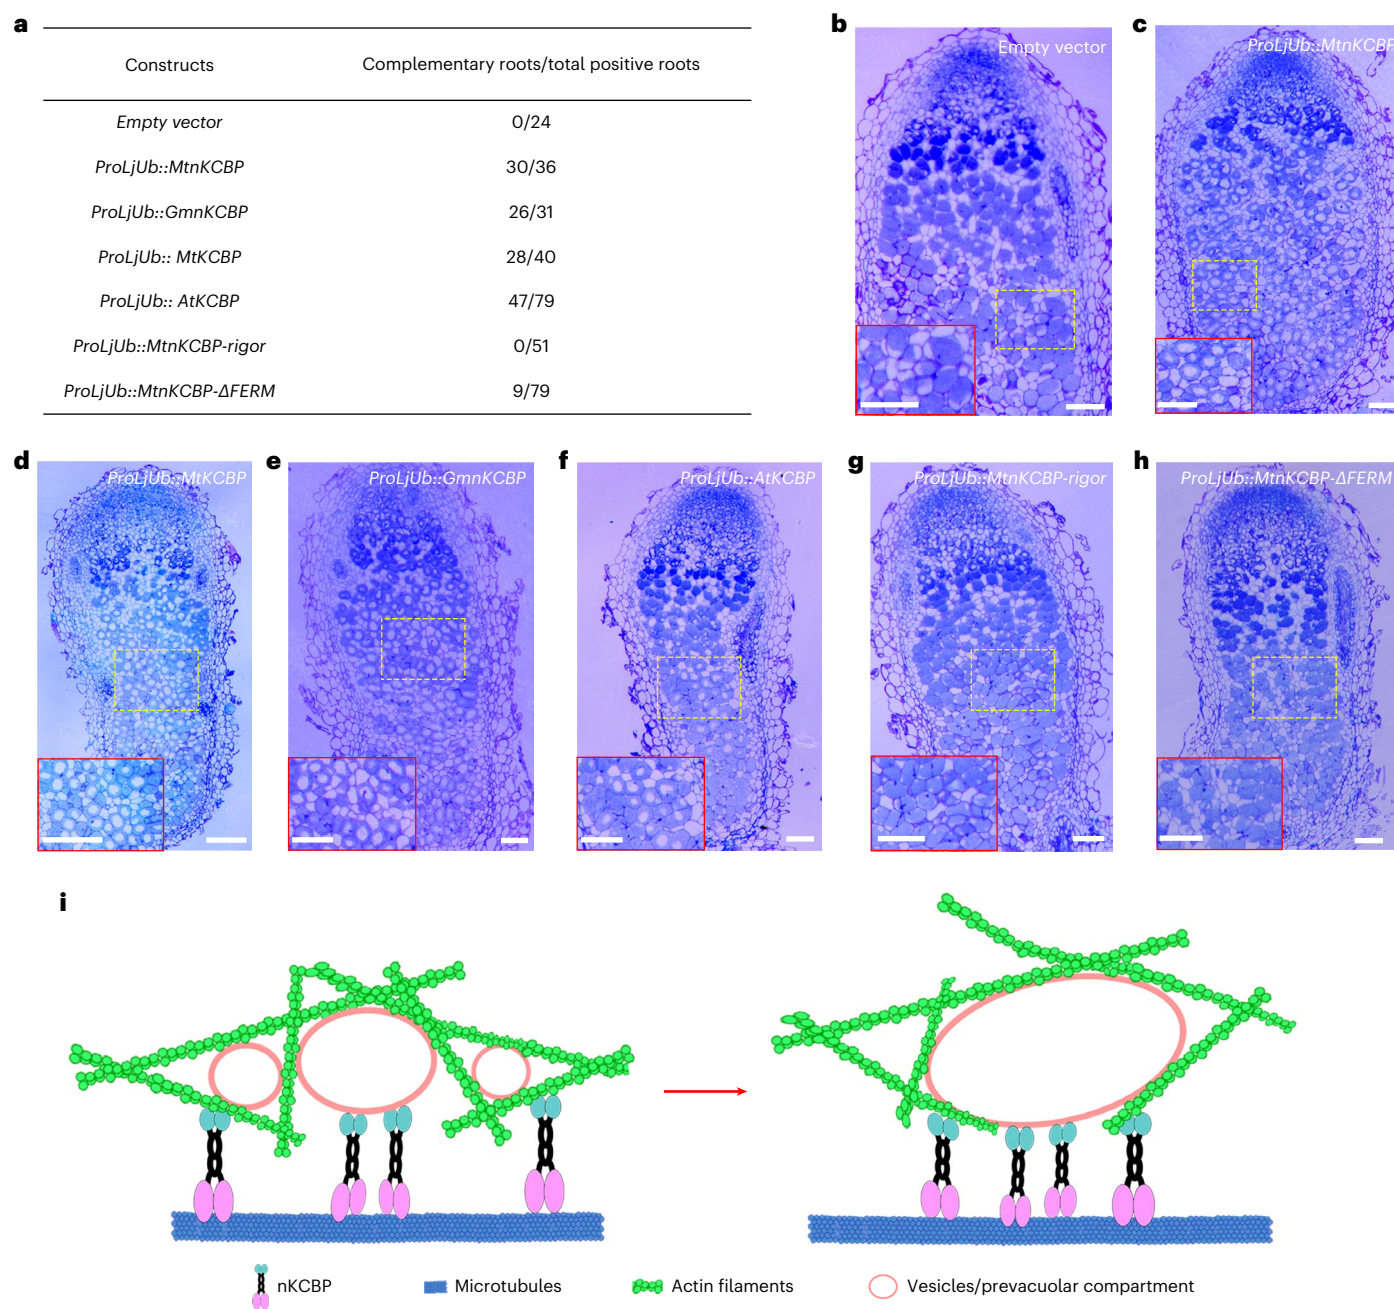 a
Constructs Complementary roots/total positive roots
Empty vector 0/24
ProLjUb::MtnKCBP 30/36
ProLjUb::GmnKCBP 26/31
ProLjUb:: MtKCBP 28/40
ProLjUb:: AtKCBP 47/79
ProLjUb::MtnKCBP-rigor 0/51
ProLjUb::MtnKCBP-ΔFERM 9/79
b
Empty vector
c
ProLjUb::MtnKCBP
d
ProLjUb::MtKCBP
e
ProLjUb::GmnKCBP
f
ProLjUb::AtKCBP
g
ProLjUb::MtnKCBP-rigor
h
ProLjUb::MtnKCBP-ΔFERM
i
nKCBP Microtubules Actin filaments Vesicles/prevacuolar compartment